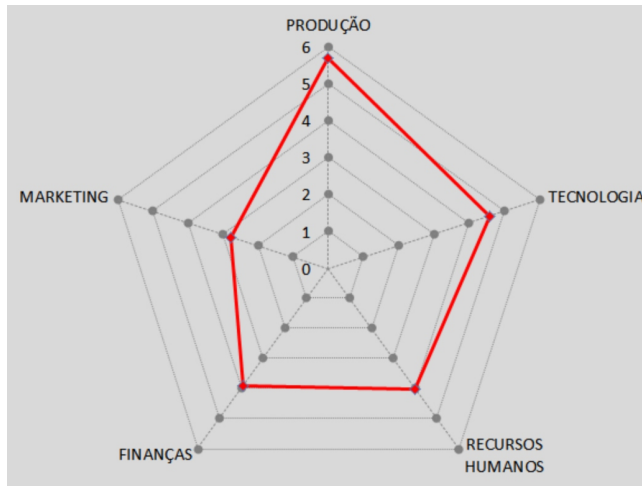 PRODUÇÃO
6
5
4
3
2
1
0
MARKETING
TECNOLOGIA
FINANÇAS
RECURSOS
HUMANOS